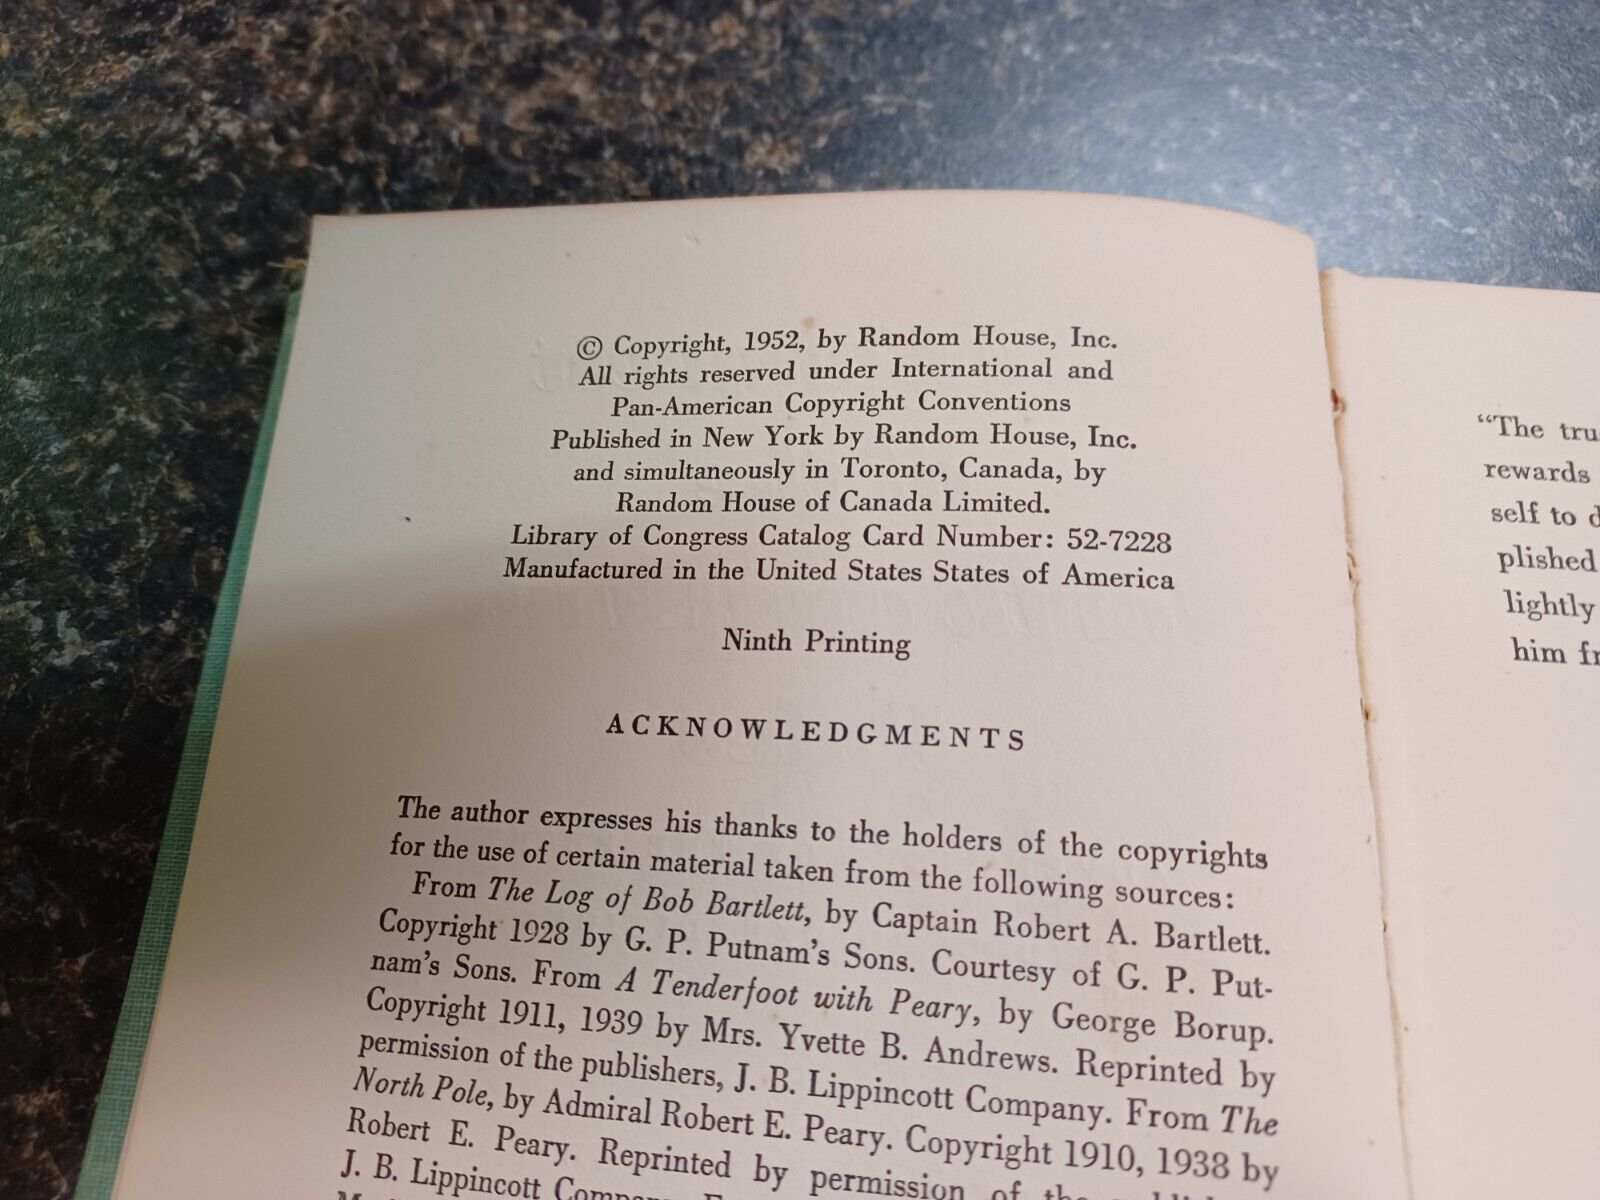 © Copyright, 1952, by Random House, Inc.
All rights reserved under International and
Pan-American Copyright Conventions
Published in New York by Random House, Inc.
and simultaneously in Toronto, Canada, by
Random House of Canada Limited.
Library of Congress Catalog Card Number: 52-7228
Manufactured in the United States States of America
Ninth Printing
ACKNOWLEDGMENTS
The author expresses his thanks to the holders of the copyrights
for the use of certain material taken from the following sources:
From The Log of Bob Bartlett, by Captain Robert A. Bartlett.
Copyright 1928 by G. P. Putnam's Sons. Courtesy of G. P. Put-
nam's Sons. From A Tenderfoot with Peary, by George Borup.
Copyright 1911, 1939 by Mrs. Yvette B. Andrews. Reprinted by
permission of the publishers, J. B. Lippincott Company. From The
North Pole, by Admiral Robert E. Peary. Copyright 1910, 1938 by
Robert E. Peary. Reprinted by permission of the
J. B. Lippincott Company.
"The
rewards
self to
plished
lightly
him